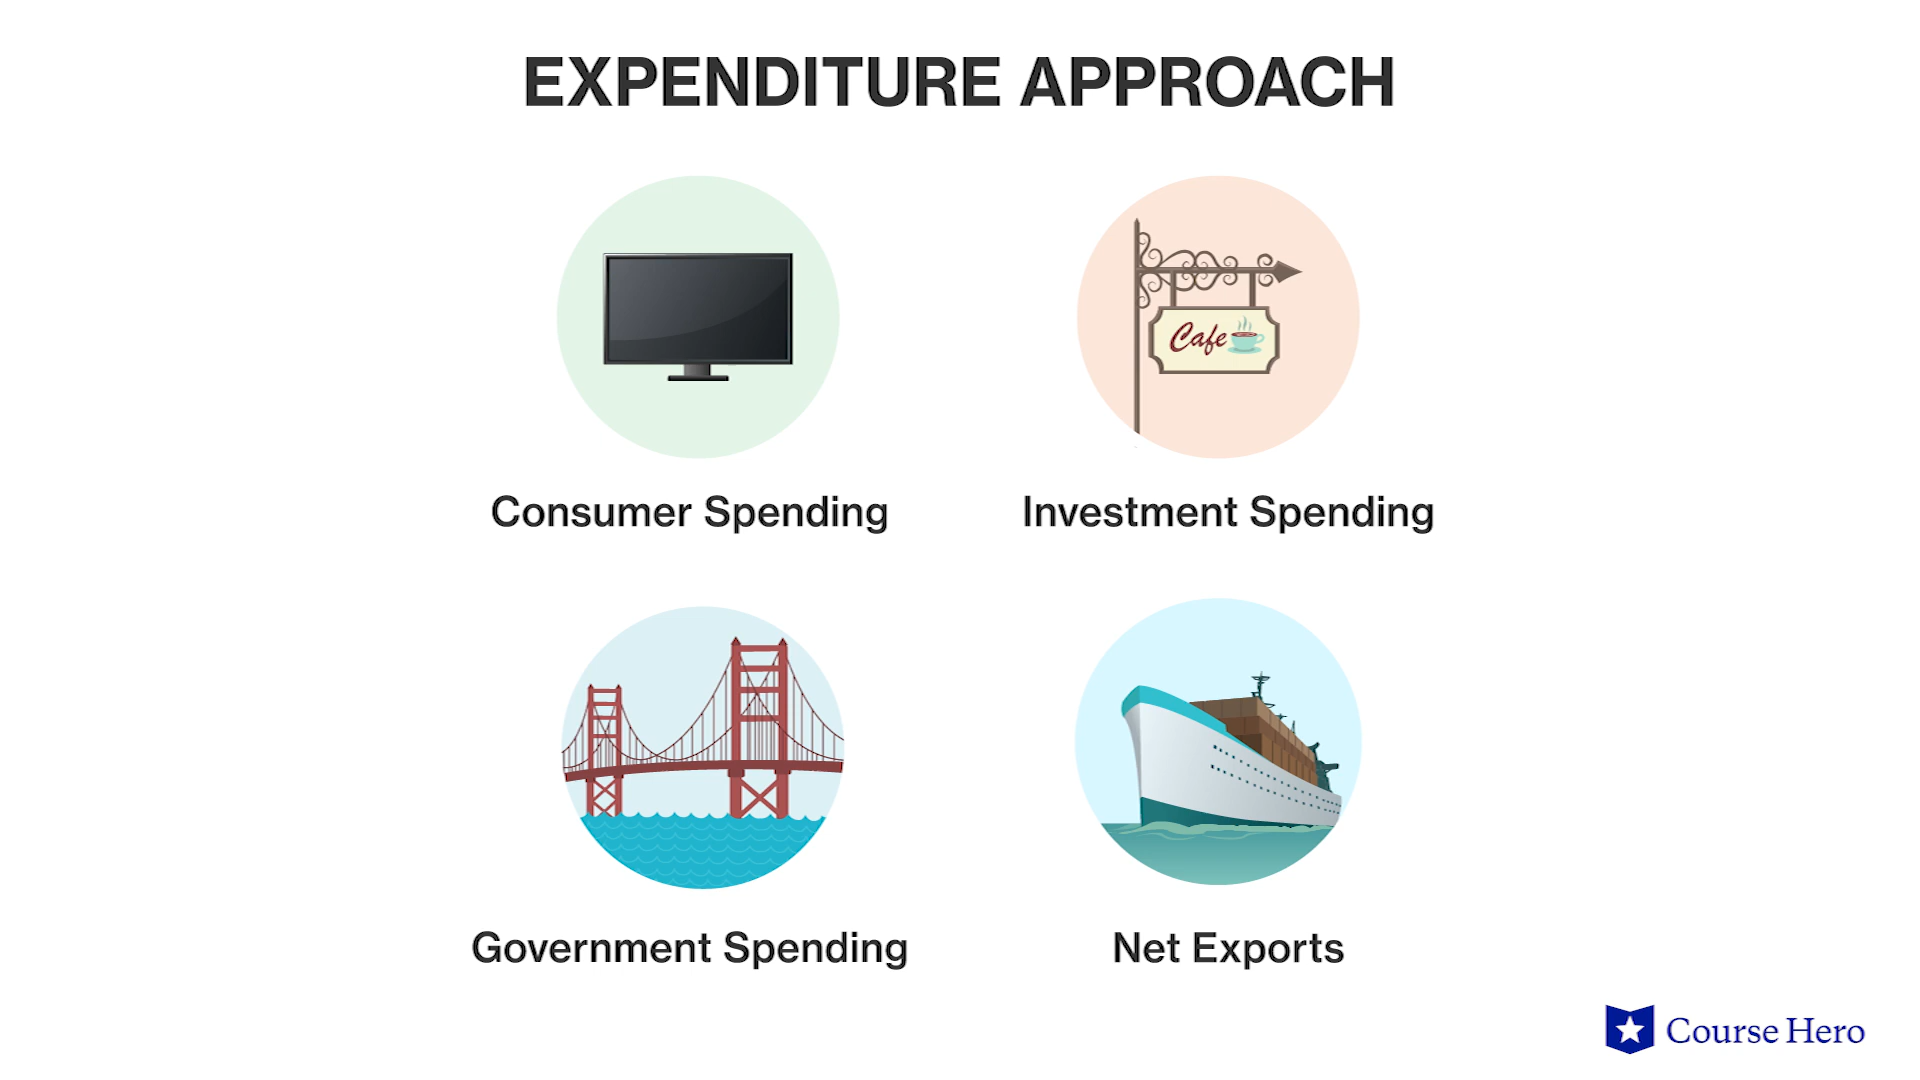 EXPENDITURE APPROACH
Cafe
Consumer Spending
Investment Spending
Government Spending
Net Exports
Course Hero